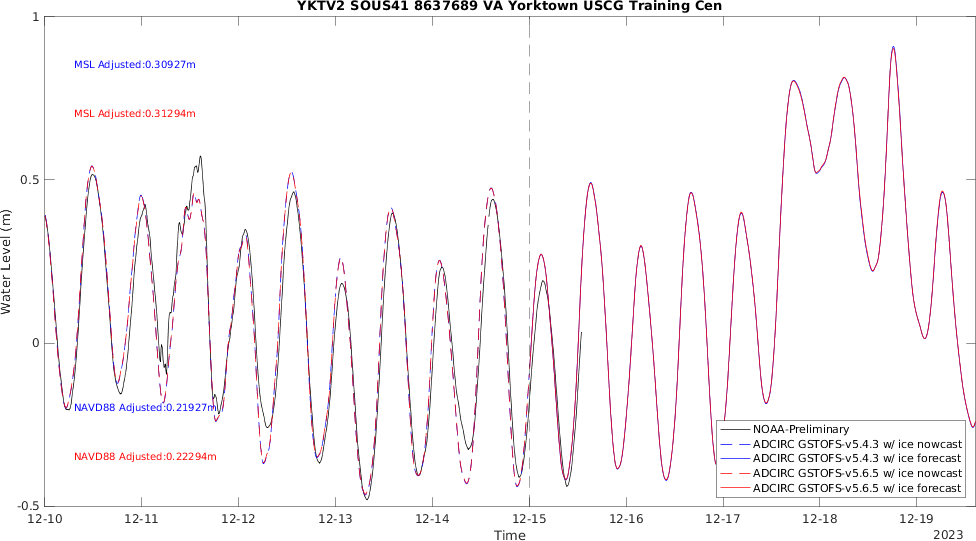 YKTV2 SOUS41 8637689 VA Yorktown USCG Training Cen
1
MSL Adjusted:0.30927m
MSL Adjusted:0.31294m
0.5
Water Level (m)
0
NAVD88 Adjusted:0.21927m
NAVD88 Adjusted:0.22294m
NOAA-Preliminary
ADCIRC GSTOFS-v5.4.3 w/ ice nowcast
ADCIRC GSTOFS-v5.4.3 w/ ice forecast
ADCIRC GSTOFS-v5.6.5 w/ ice nowcast
ADCIRC GSTOFS-v5.6.5 w/ ice forecast
-0.5
12-10 12-11 12-12 12-13 12-14 12-15 12-16 12-17 12-18 12-19
Time
2023